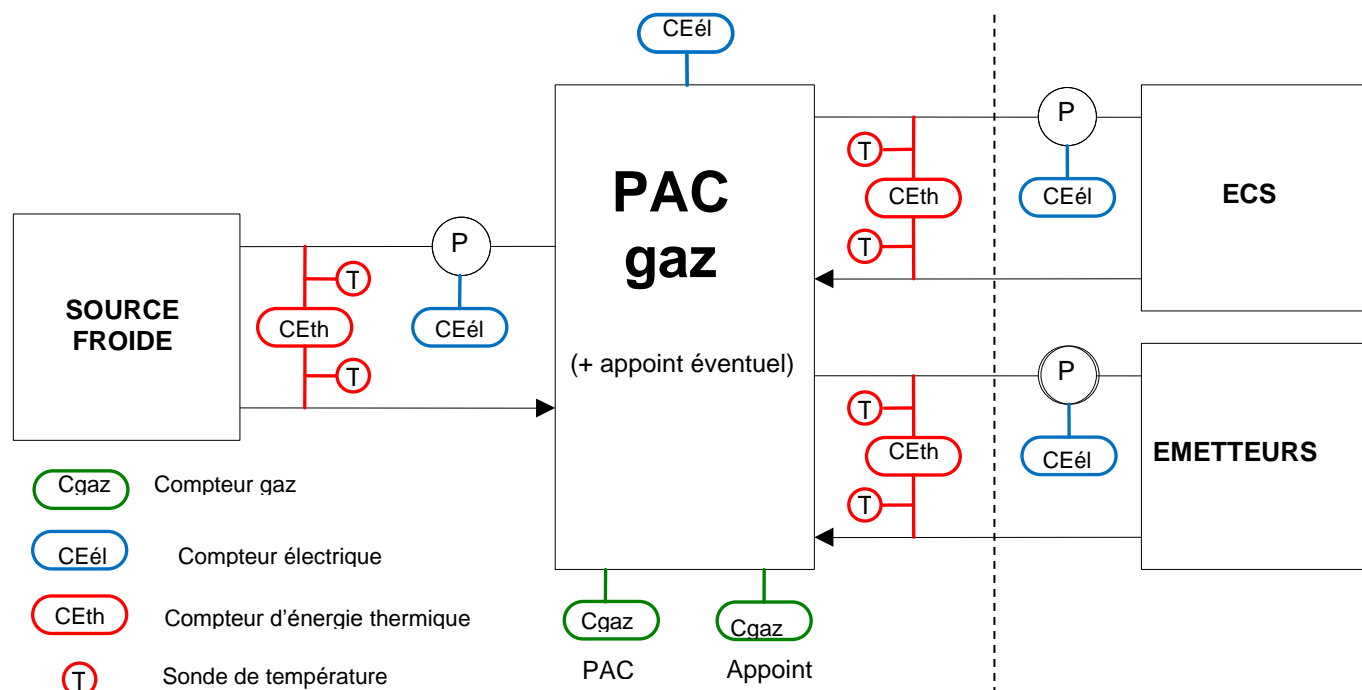 CEél
P
T
CEth
T
CEél
ECS
PAC
gaz
(+ appoint éventuel)
P
T
CEth
T
CEél
SOURCE
FROIDE
P
T
CEth
T
CEél
EMETTEURS
Cgaz Compteur gaz
CEél Compteur électrique
CEth Compteur d'énergie thermique
T Sonde de température
Cgaz
PAC
Cgaz
Appoint